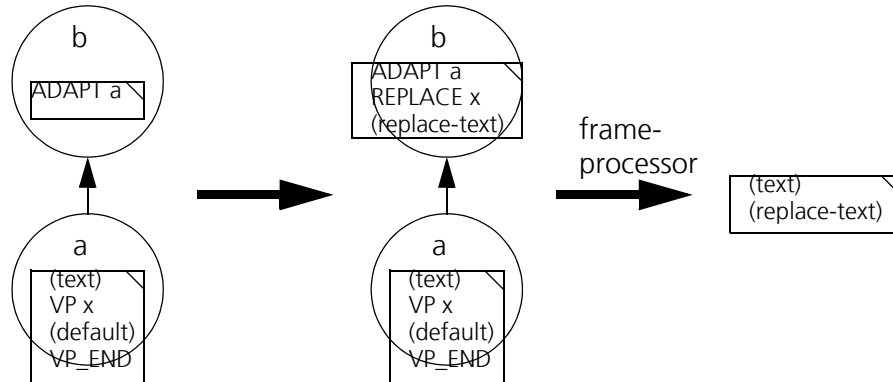 b
ADAPT a
a
(text)
VP x
(default)
VP_END
b
ADAPT a
REPLACE x
(replace-text)
a
(text)
VP x
(default)
VP_END
frame-
processor
(text)
(replace-text)